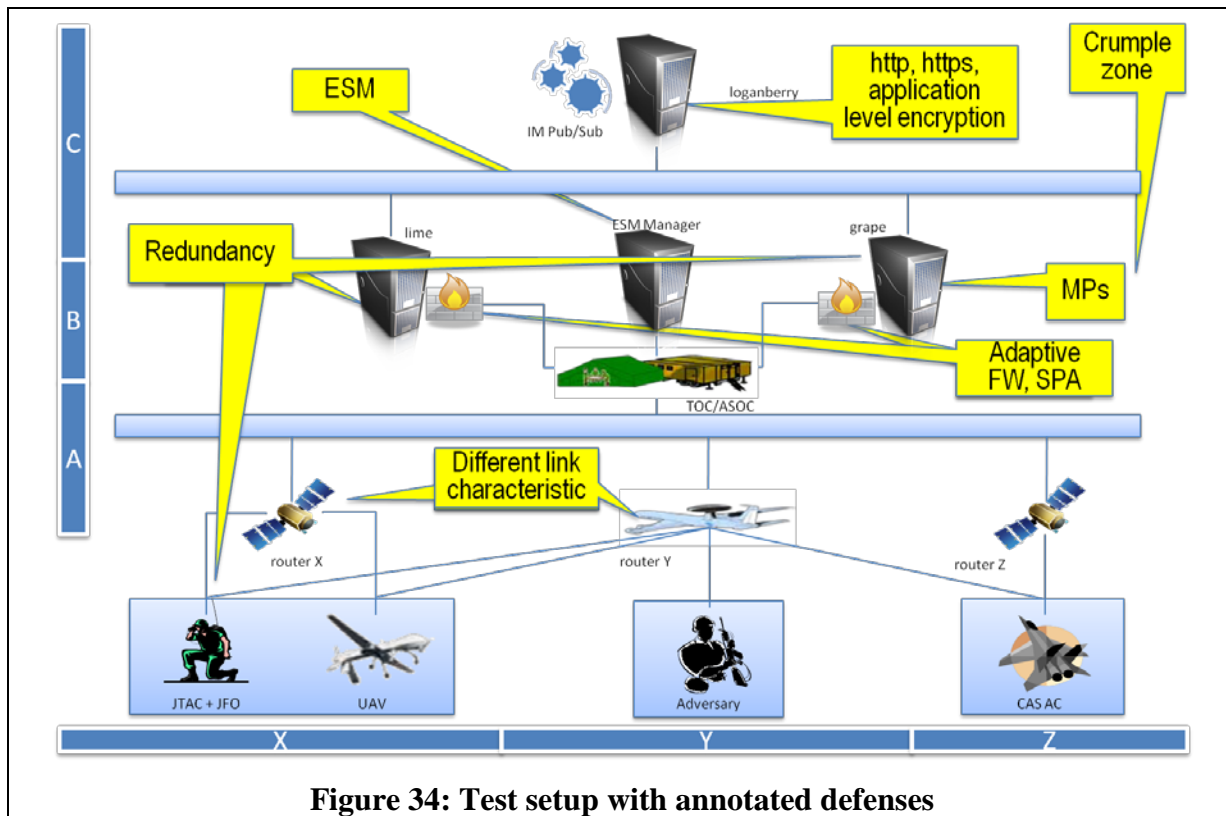 Crumple
zone
http, https,
application
level encryption
ESM
loganberry
IM Pub/Sub
C
ESM Manager
lime
grape
Redundancy
MPs
B
Adaptive
FW, SPA
TOC/ASOC
A
Different link
characteristic
router X
router Y
router Z
JTAC + JFO
UAV
Adversary
CAS AC
X
Y
Z
Figure 34: Test setup with annotated defenses